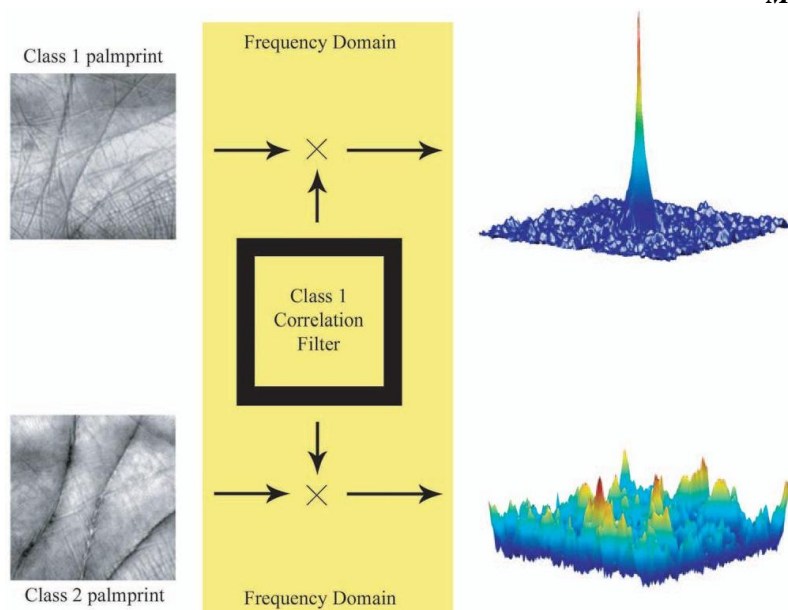 M
Class 1 palmprint
Frequency Domain
Class 1
Correlation
Filter
Class 2 palmprint
Frequency Domain